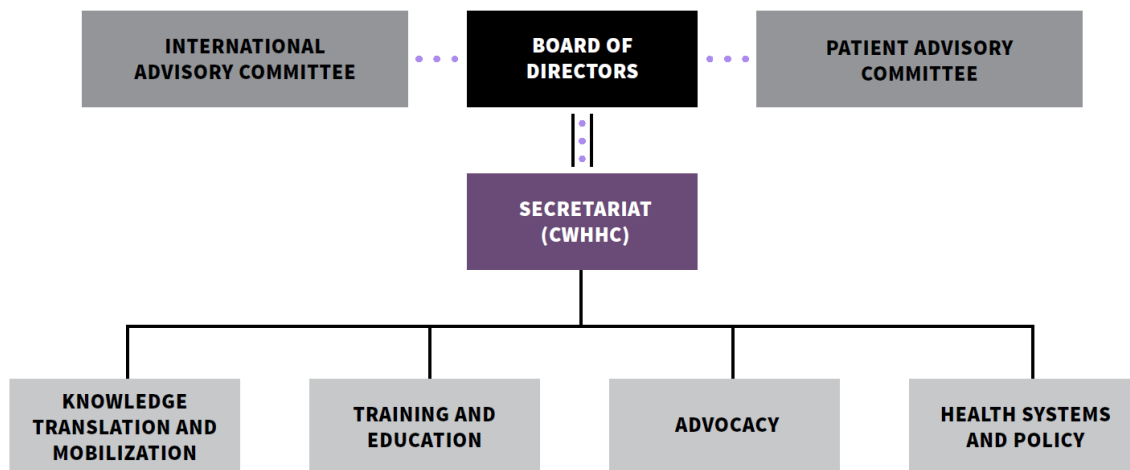 INTERNATIONAL
ADVISORY COMMITTEE
BOARD OF
DIRECTORS
PATIENT ADVISORY
COMMITTEE
SECRETARIAT
(CWHHC)
KNOWLEDGE
TRANSLATION AND
MOBILIZATION
TRAINING AND
EDUCATION
ADVOCACY
HEALTH SYSTEMS
AND POLICY